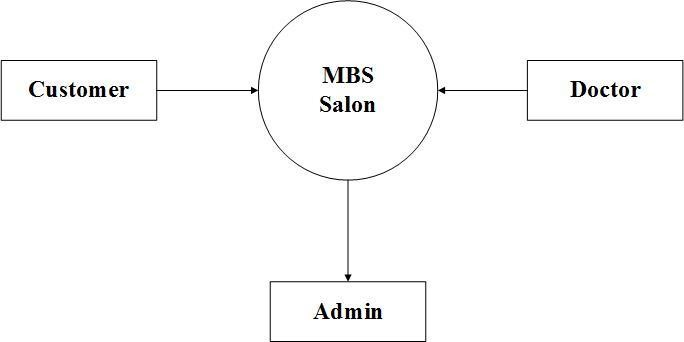 MBS
Salon
Customer
Doctor
Admin